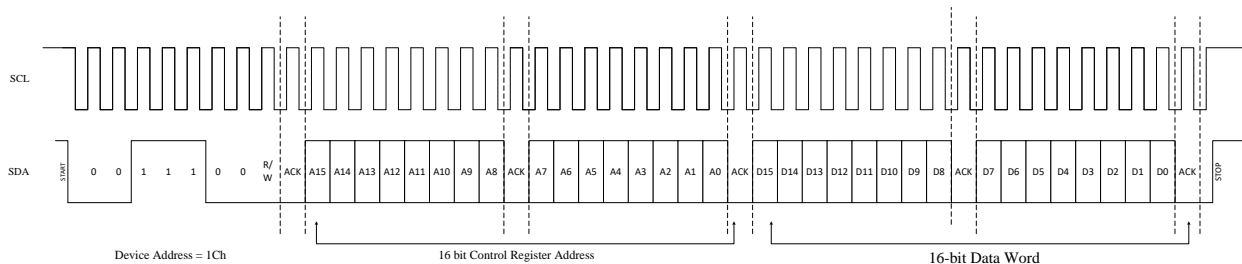 SCL
SDA START 0 0 1 1 1 0 0 R/W ACK A15 A14 A13 A12 A11 A10 A9 A8 ACK A7 A6 A5 A4 A3 A2 A1 A0 ACK D15 D14 D13 D12 D11 D10 D9 D8 ACK D7 D6 D5 D4 D3 D2 D1 D0 ACK STOP
Device Address = 1Ch 16 bit Control Register Address 16-bit Data Word